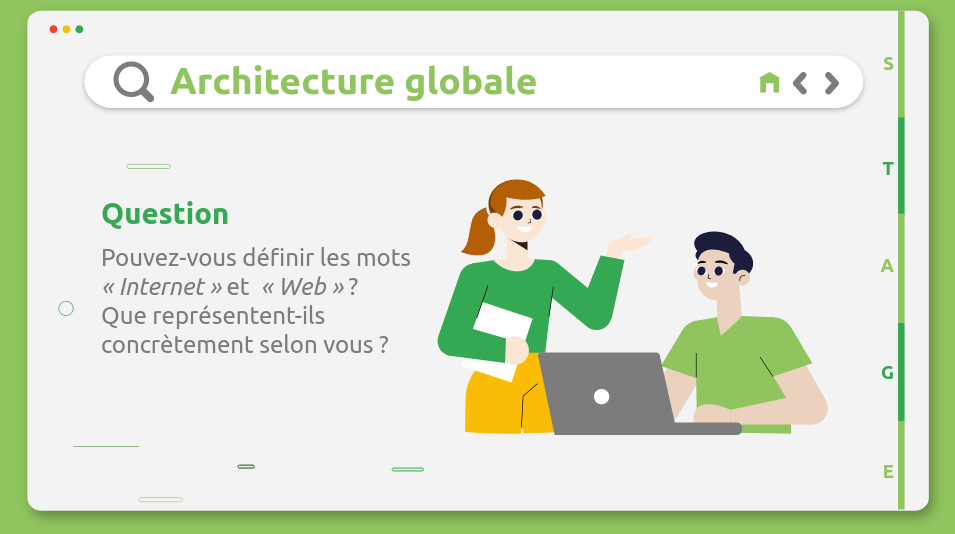 Architecture globale
Question
Pouvez-vous définir les mots
« Internet » et « Web » ?
Que représentent-ils
concrètement selon vous ?
S
T
A
G
E